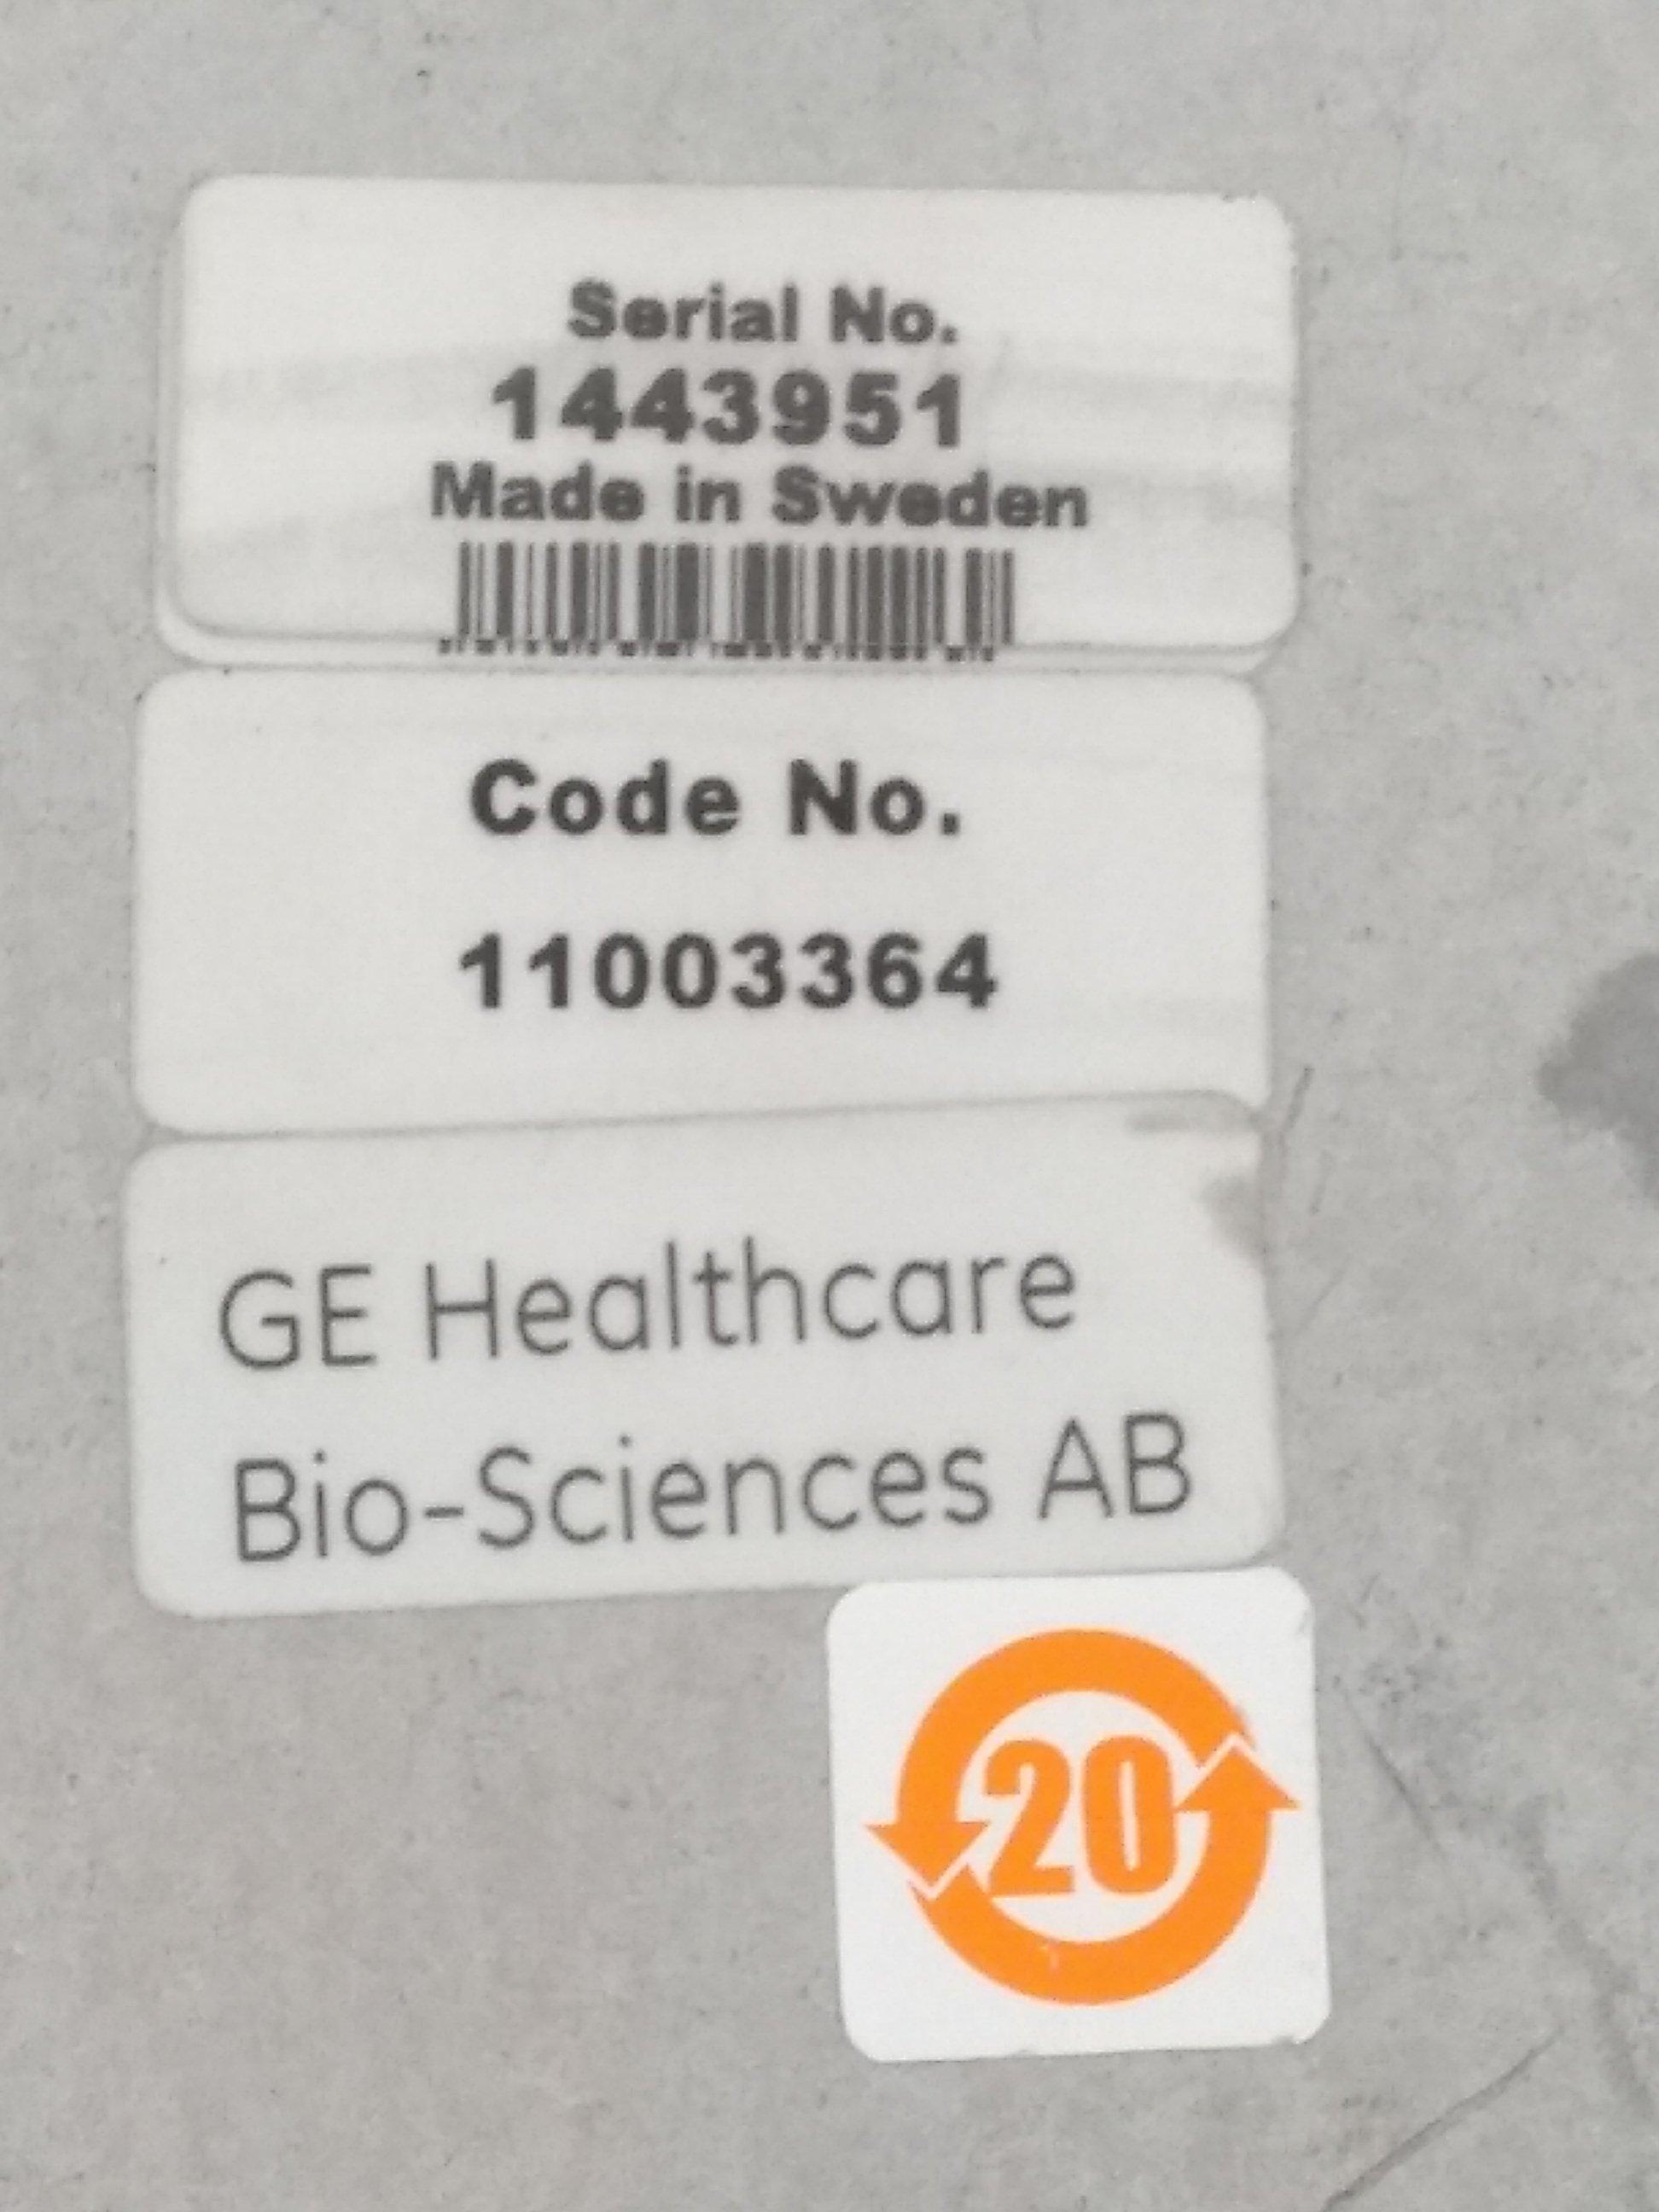 Serial No.
1443951
Made in Sweden
Code No.
11003364
GE Healthcare
Bio-Sciences AB
20